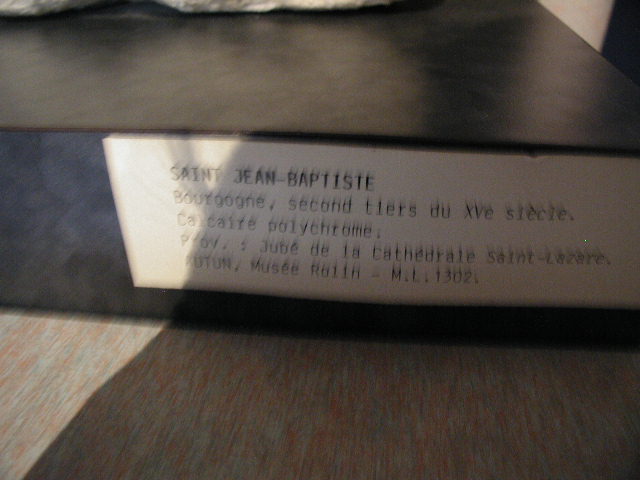 SAINT JEAN-BAPTISTE
Bourgogne, second tiers du XVe siècle.
Calcaire polychrome.
Prov. : Jubé de la Cathédrale Saint-Lazare.
AUTUN, Musée Rolin - M.L.1302.